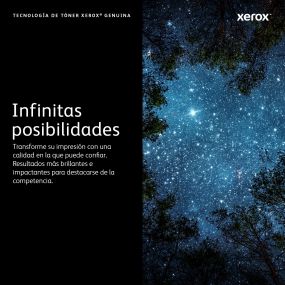 TECNOLOGÍA DE TÓNER XEROX® GENUINA
xerox™
Infinitas
posibilidades
Transforme su impresión con una
calidad en la que puede confiar.
Resultados más brillantes e
impactantes para destacarse de la
competencia.